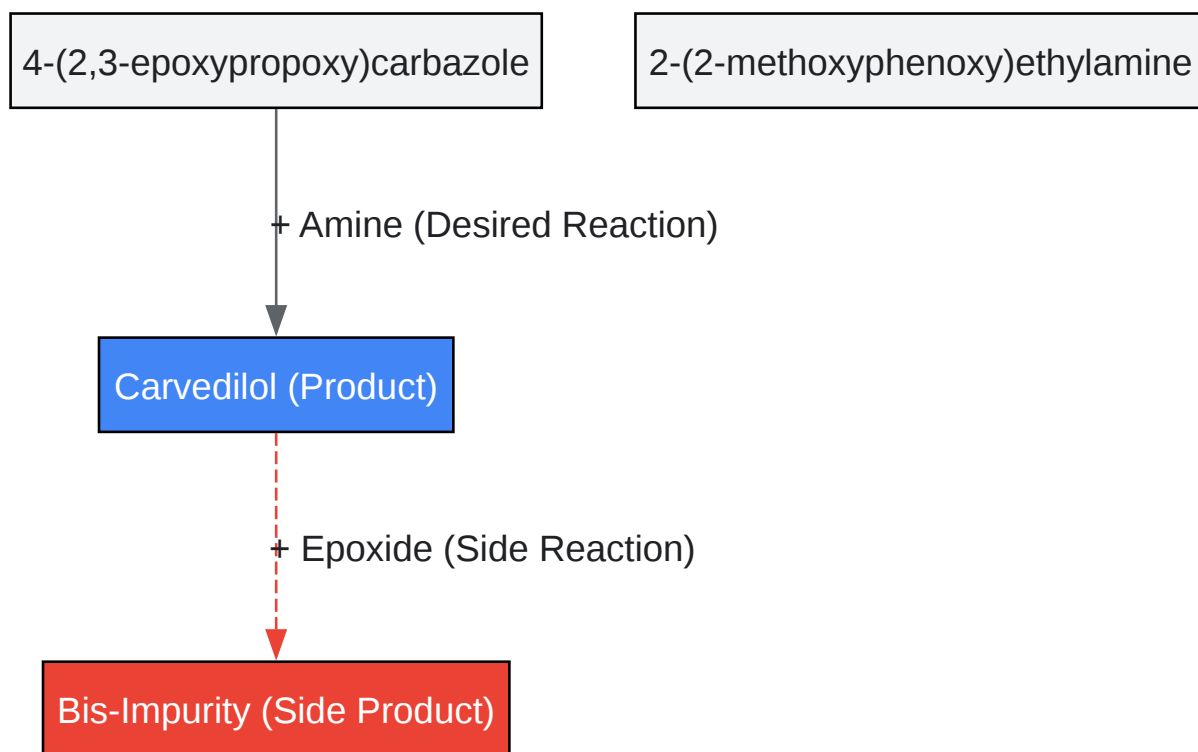 4-(2,3-epoxypropoxy)carbazole
2-(2-methoxyphenoxy)ethylamine
+ Amine (Desired Reaction)
Carvedilol (Product)
+ Epoxide (Side Reaction)
Bis-Impurity (Side Product)